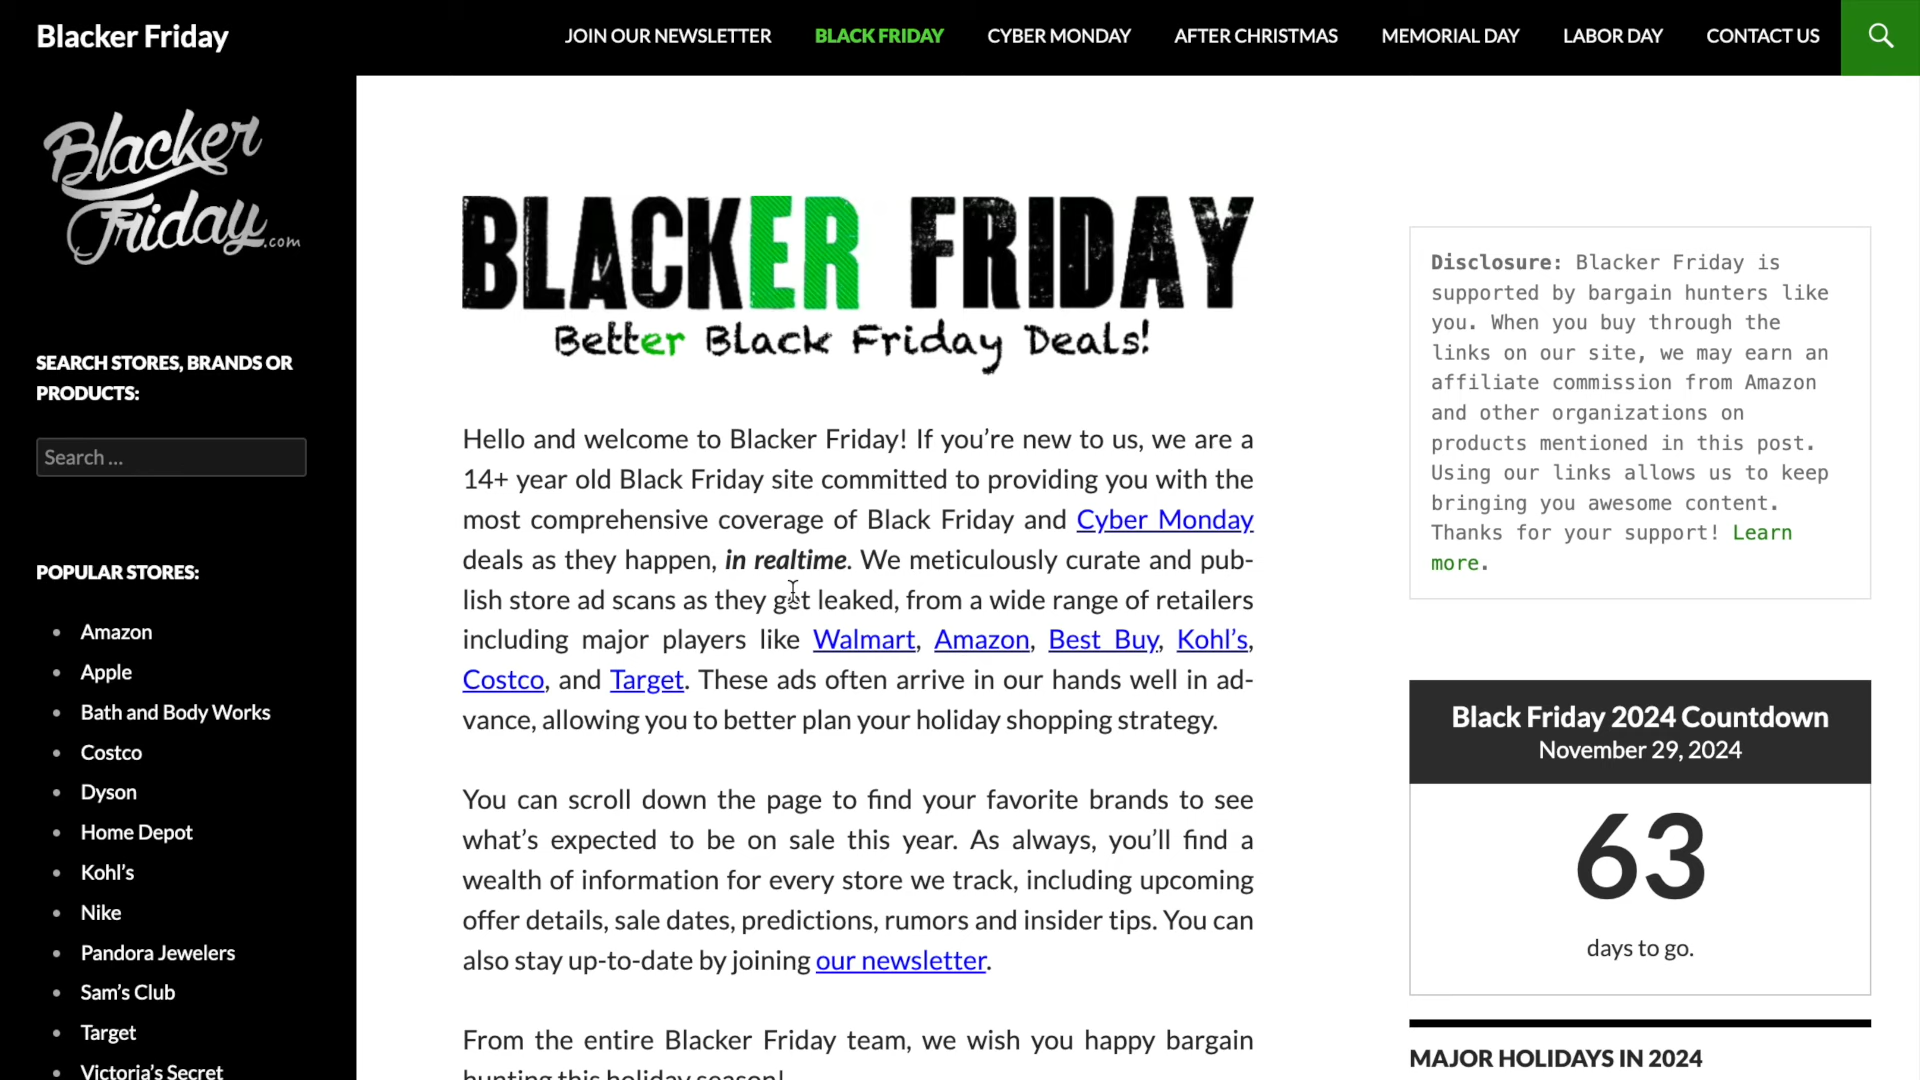 Blacker Friday
JOIN OUR NEWSLETTER
BLACK FRIDAY
CYBER MONDAY
AFTER CHRISTMAS
MEMORIAL DAY
LABOR DAY
CONTACT US
Blacker
Friday.com
SEARCH STORES, BRANDS OR
PRODUCTS:
Search ...
POPULAR STORES:
Amazon
Apple
Bath and Body Works
Costco
Dyson
Home Depot
Kohl's
Nike
Pandora Jewelers
Sam's Club
Target
Victoria's Secret
BLACKER FRIDAY
Better Black Friday Deals!
Hello and welcome to Blacker Friday! If you're new to us, we are a
14+ year old Black Friday site committed to providing you with the
most comprehensive coverage of Black Friday and Cyber Monday
deals as they happen, in realtime. We meticulously curate and pub-
lish store ad scans as they get leaked, from a wide range of retailers
including major players like Walmart, Amazon, Best Buy, Kohl's,
Costco, and Target. These ads often arrive in our hands well in ad-
vance, allowing you to better plan your holiday shopping strategy.
You can scroll down the page to find your favorite brands to see
what's expected to be on sale this year. As always, you'll find a
wealth of information for every store we track, including upcoming
offer details, sale dates, predictions, rumors and insider tips. You can
also stay up-to-date by joining our newsletter.
From the entire Blacker Friday team, we wish you happy bargain
hunting this holiday season!
Disclosure: Blacker Friday is
supported by bargain hunters like
you. When you buy through the
links on our site, we may earn an
affiliate commission from Amazon
and other organizations on
products mentioned in this post.
Using our links allows us to keep
bringing you awesome content.
Thanks for your support! Learn
more.
Black Friday 2024 Countdown
November 29, 2024
63
days to go.
MAJOR HOLIDAYS IN 2024